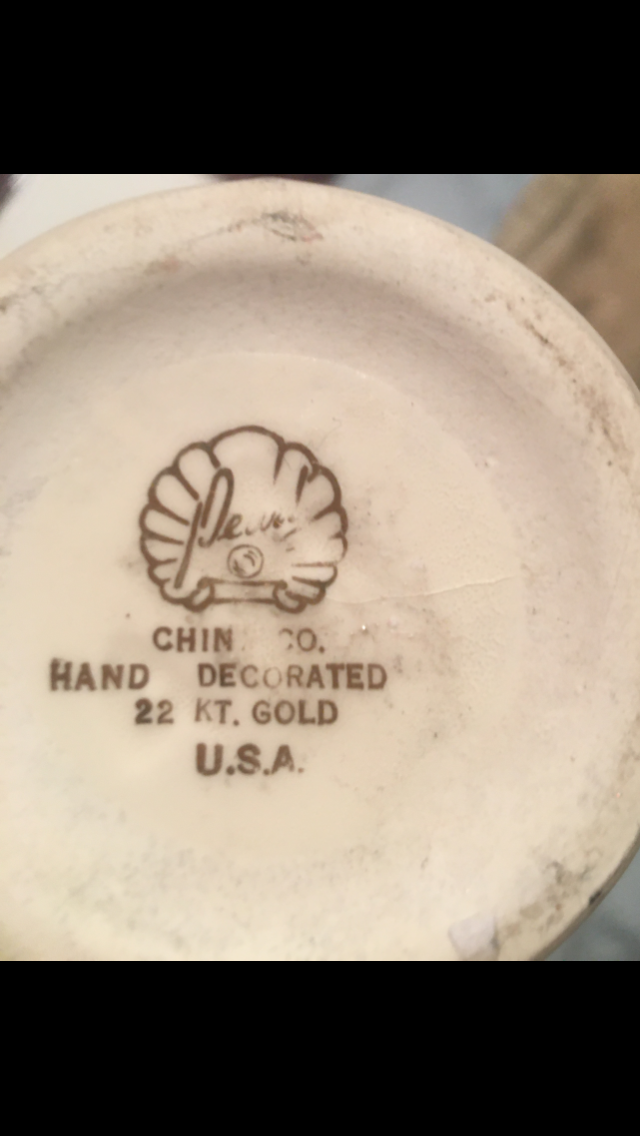 CHIN CO.
HAND DECORATED
22 KT. GOLD
U.S.A.